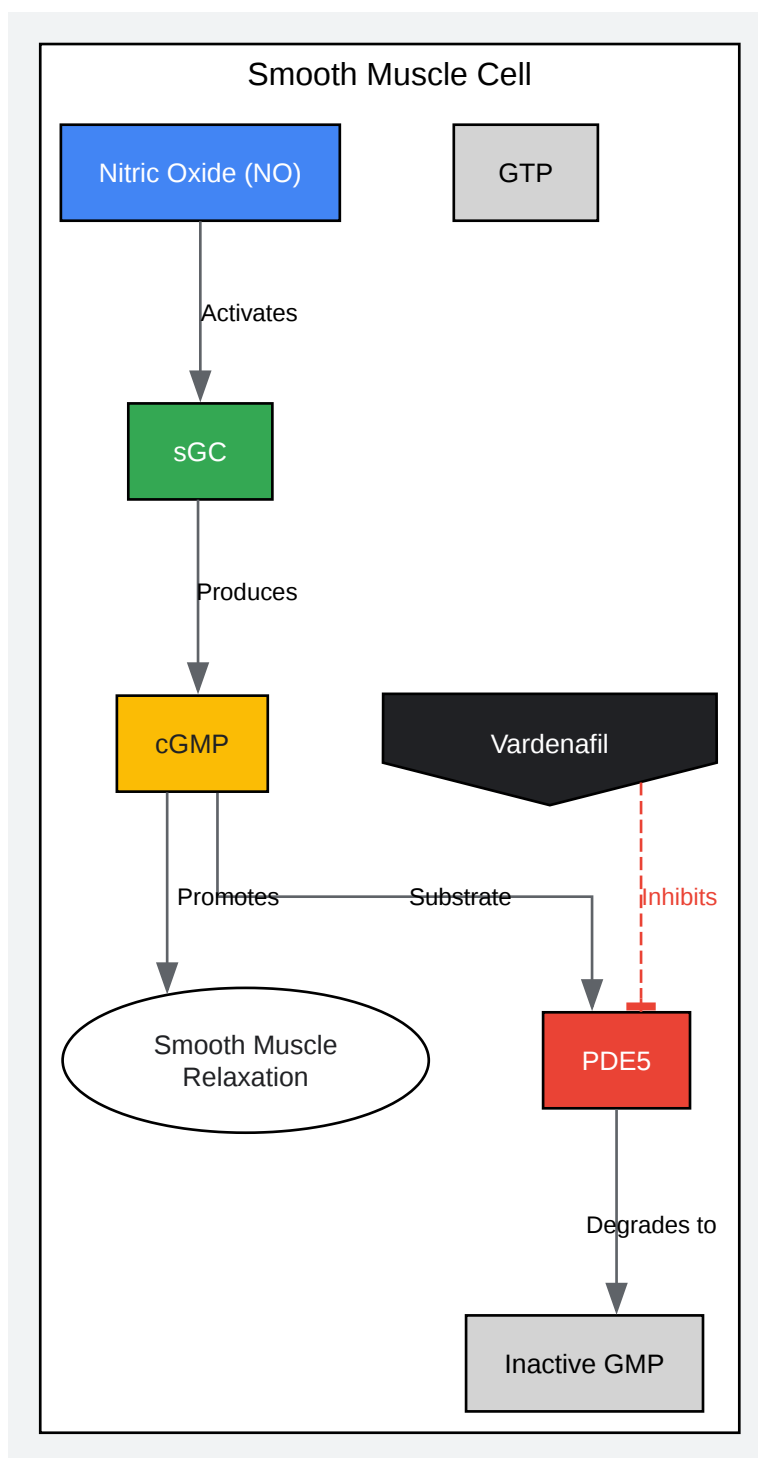 Smooth Muscle Cell
Nitric Oxide (NO)
GTP
Activates
sGC
Produces
cGMP
Vardenafil
Promotes
Substrate
Inhibits
Smooth Muscle
Relaxation
PDE5
Degrades to
Inactive GMP